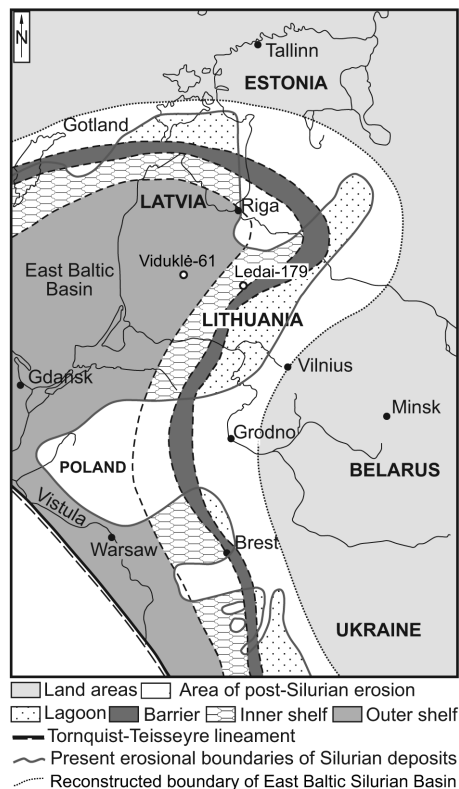 N
Tallinn
ESTONIA
Gotland
LATVIA
Riga
Viduklė-61
East Baltic
Basin
Ledai-179
LITHUANIA
Vilnius
Gdańsk
Minsk
Grodno
POLAND
BELARUS
Vistula
Warsaw
Brest
UKRAINE
Land areas Area of post-Silurian erosion
Lagoon Barrier Inner shelf Outer shelf
Tornquist-Teisseyre lineament
Present erosional boundaries of Silurian deposits
Reconstructed boundary of East Baltic Silurian Basin